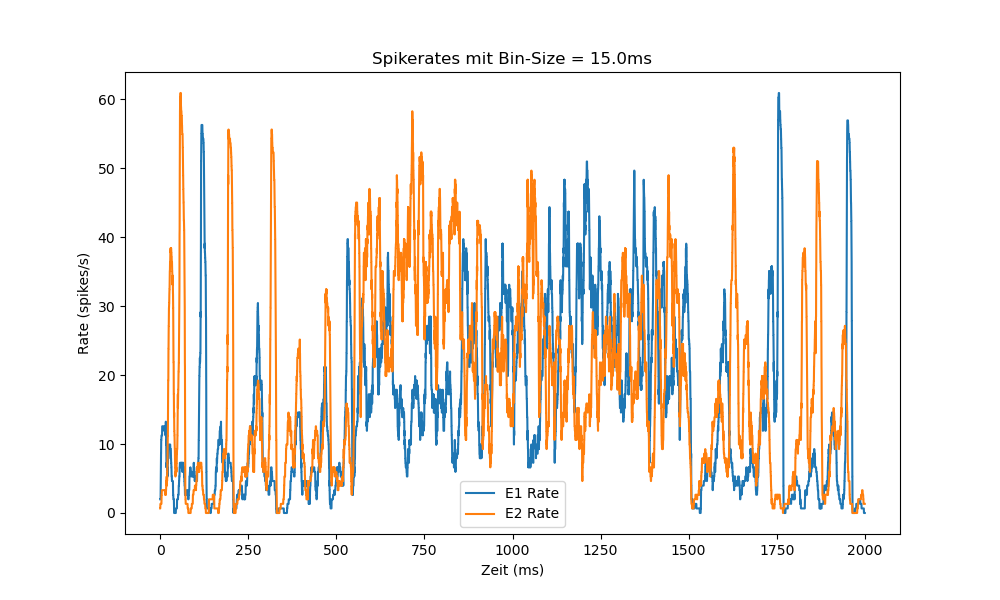 Spikerates mit Bin-Size = 15.0ms
60
50
40
30
20
10
0
Rate (spikes/s)
E1 Rate
E2 Rate
0 250 500 750 1000 1250 1500 1750 2000
Zeit (ms)